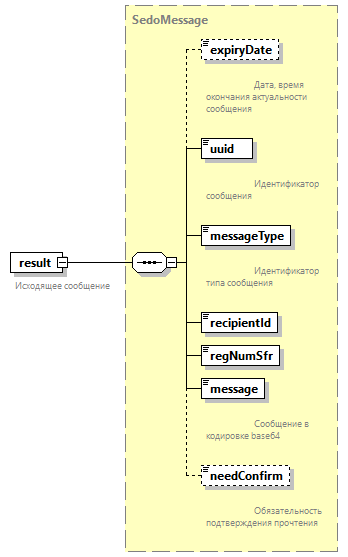 SedoMessage
expiryDate
Дата, время
окончания актуальности
сообщения
uuid
Идентификатор
сообщения
messageType
Идентификатор
типа сообщения
result
Исходящее сообщение
recipientId
regNumSfr
message
Сообщение в
кодировке base64
needConfirm
Обязательность
подтверждения прочтения